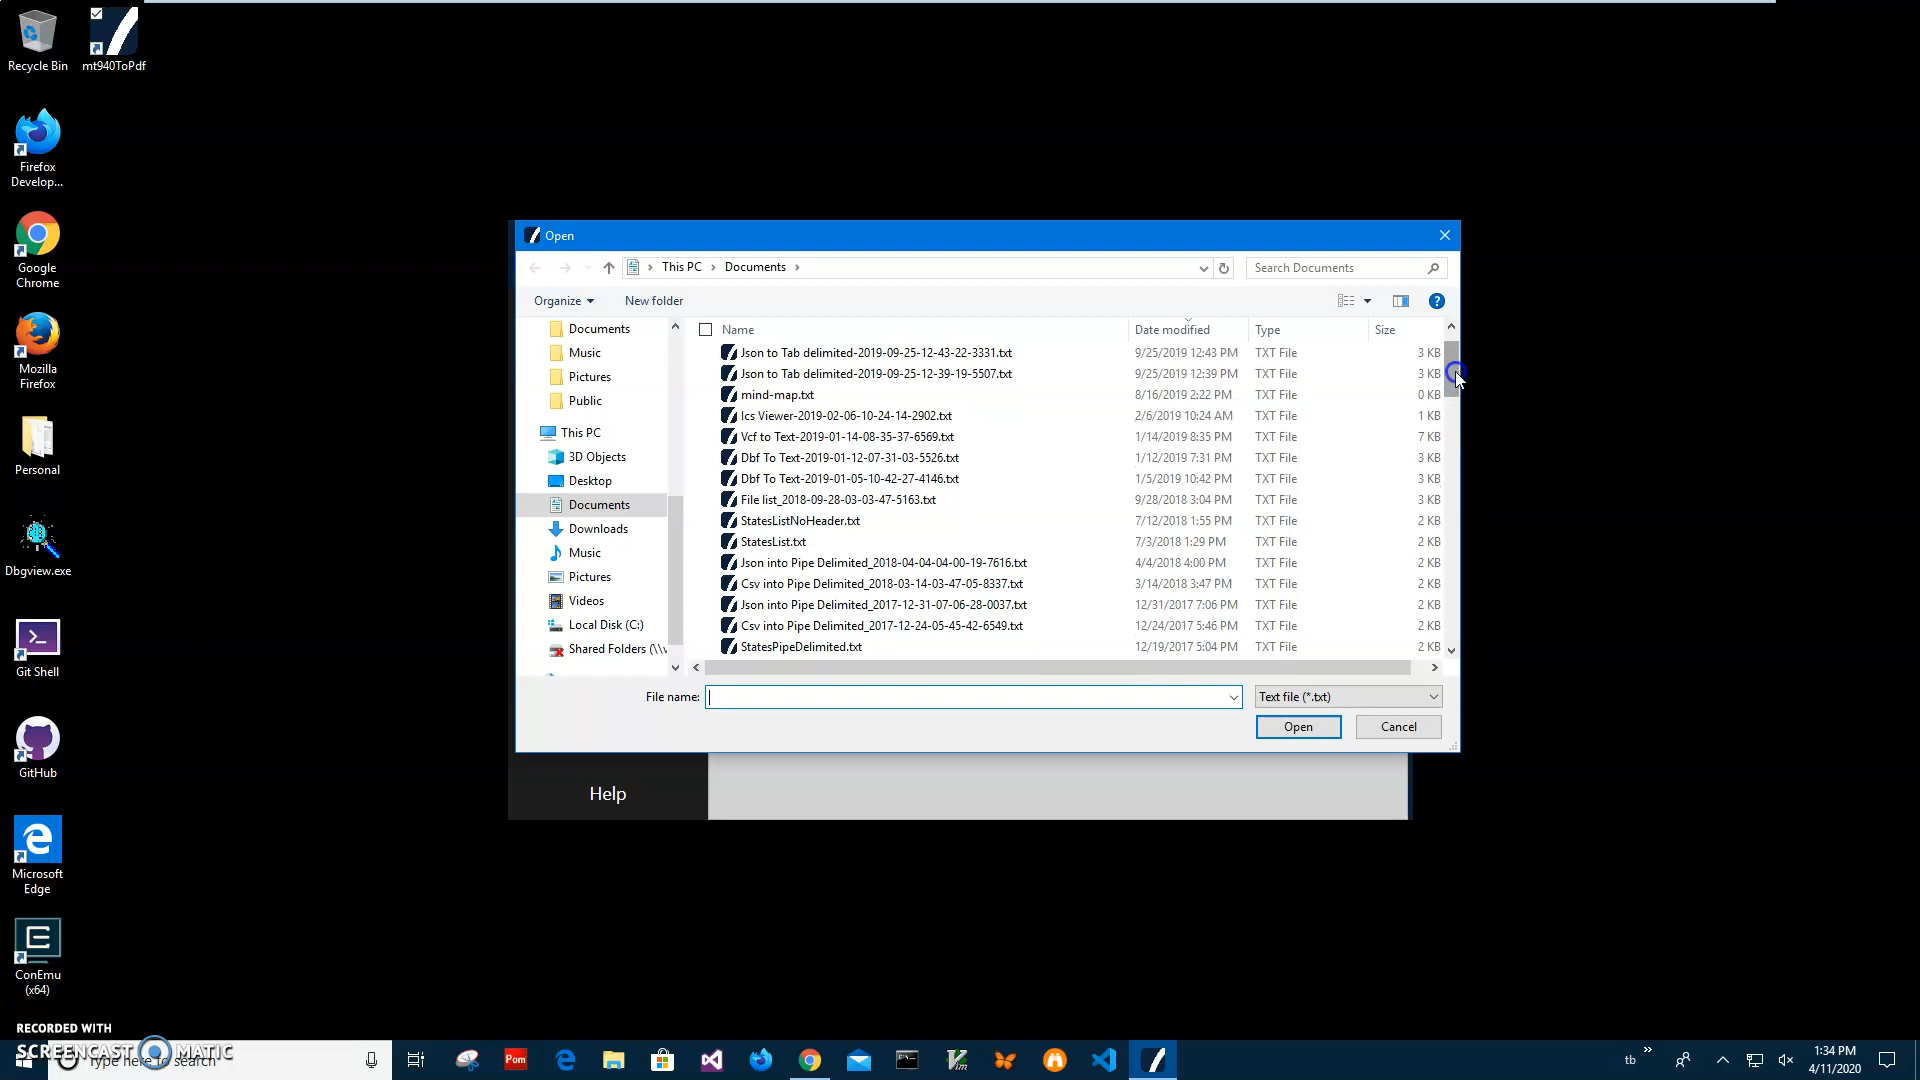 Recycle Bin
mt940ToPdf
Firefox
Develop...
Google
Chrome
Mozilla
Firefox
Personal
Dbgview.exe
Git Shell
GitHub
Microsoft
Edge
ConEmu
(x64)
Open
This PC
Documents
Search Documents
Organize
New folder
Documents
Music
Pictures
Public
This PC
3D Objects
Desktop
Documents
Downloads
Music
Pictures
Videos
Local Disk (C:)
Shared Folders (\\v
Name Date modified Type Size
Json to Tab delimited-2019-09-25-12-43-22-3331.txt 9/25/2019 12:43 PM TXT File 3 KB
Json to Tab delimited-2019-09-25-12-39-19-5507.txt 9/25/2019 12:39 PM TXT File 3 KB
mind-map.txt 8/16/2019 2:22 PM TXT File 0 KB
Ics Viewer-2019-02-06-10-24-14-2902.txt 2/6/2019 10:24 AM TXT File 1 KB
Vcf to Text-2019-01-14-08-35-37-6569.txt 1/14/2019 8:35 PM TXT File 7 KB
Dbf To Text-2019-01-12-07-31-03-5526.txt 1/12/2019 7:31 PM TXT File 3 KB
Dbf To Text-2019-01-05-10-42-27-4146.txt 1/5/2019 10:42 PM TXT File 3 KB
File list_2018-09-28-03-03-47-5163.txt 9/28/2018 3:04 PM TXT File 3 KB
StatesListNoHeader.txt 7/12/2018 1:55 PM TXT File 2 KB
StatesList.txt 7/3/2018 1:29 PM TXT File 2 KB
Json into Pipe Delimited_2018-04-04-04-00-19-7616.txt 4/4/2018 4:00 PM TXT File 2 KB
Csv into Pipe Delimited_2018-03-14-03-47-05-8337.txt 3/14/2018 3:47 PM TXT File 2 KB
Json into Pipe Delimited_2017-12-31-07-06-28-0037.txt 12/31/2017 7:06 PM TXT File 2 KB
Csv into Pipe Delimited_2017-12-24-05-45-42-6549.txt 12/24/2017 5:46 PM TXT File 2 KB
StatesPipeDelimited.txt 12/19/2017 5:04 PM TXT File 2 KB
File name:
Text file (*.txt)
Open
Cancel
Help
RECORDED WITH
SCREENCAST MATIC
Type here to search
Pom
Vim
tb
1:34 PM
4/11/2020